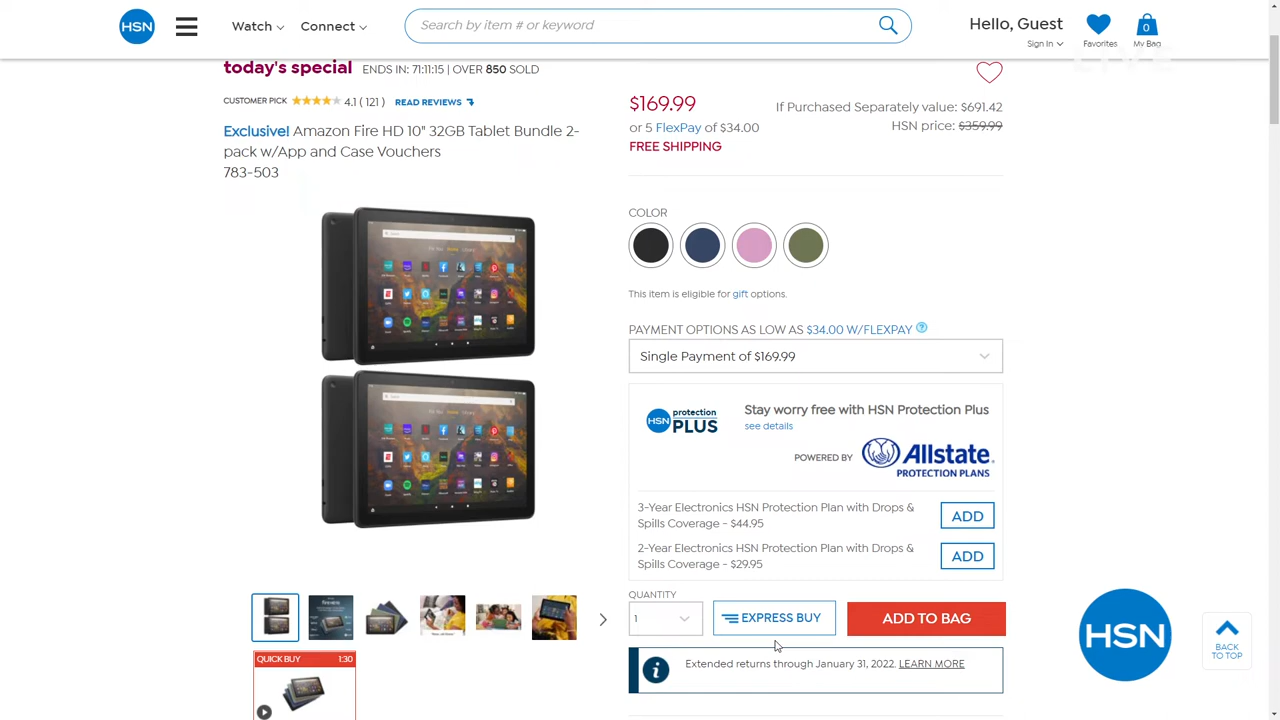 HSN
Watch
Connect
Search by item # or keyword
Hello, Guest
Sign In
Favorites
0
My Bag
today's special ENDS IN: 71:11:15 | OVER 850 SOLD
CUSTOMER PICK 4.1 ( 121 ) READ REVIEWS
Exclusive! Amazon Fire HD 10" 32GB Tablet Bundle 2-
pack w/App and Case Vouchers
783-503
$169.99
or 5 FlexPay of $34.00
FREE SHIPPING
If Purchased Separately value: $691.42
HSN price: $359.99
COLOR
This item is eligible for gift options.
PAYMENT OPTIONS AS LOW AS $34.00 W/FLEXPAY ?
Single Payment of $169.99
HSN protection PLUS
Stay worry free with HSN Protection Plus
see details
POWERED BY Allstate
PROTECTION PLANS
3-Year Electronics HSN Protection Plan with Drops &
Spills Coverage - $44.95
ADD
2-Year Electronics HSN Protection Plan with Drops &
Spills Coverage - $29.95
ADD
QUANTITY
1
EXPRESS BUY
ADD TO BAG
Extended returns through January 31, 2022. LEARN MORE
QUICK BUY 1:30
HSN
BACK
TO TOP